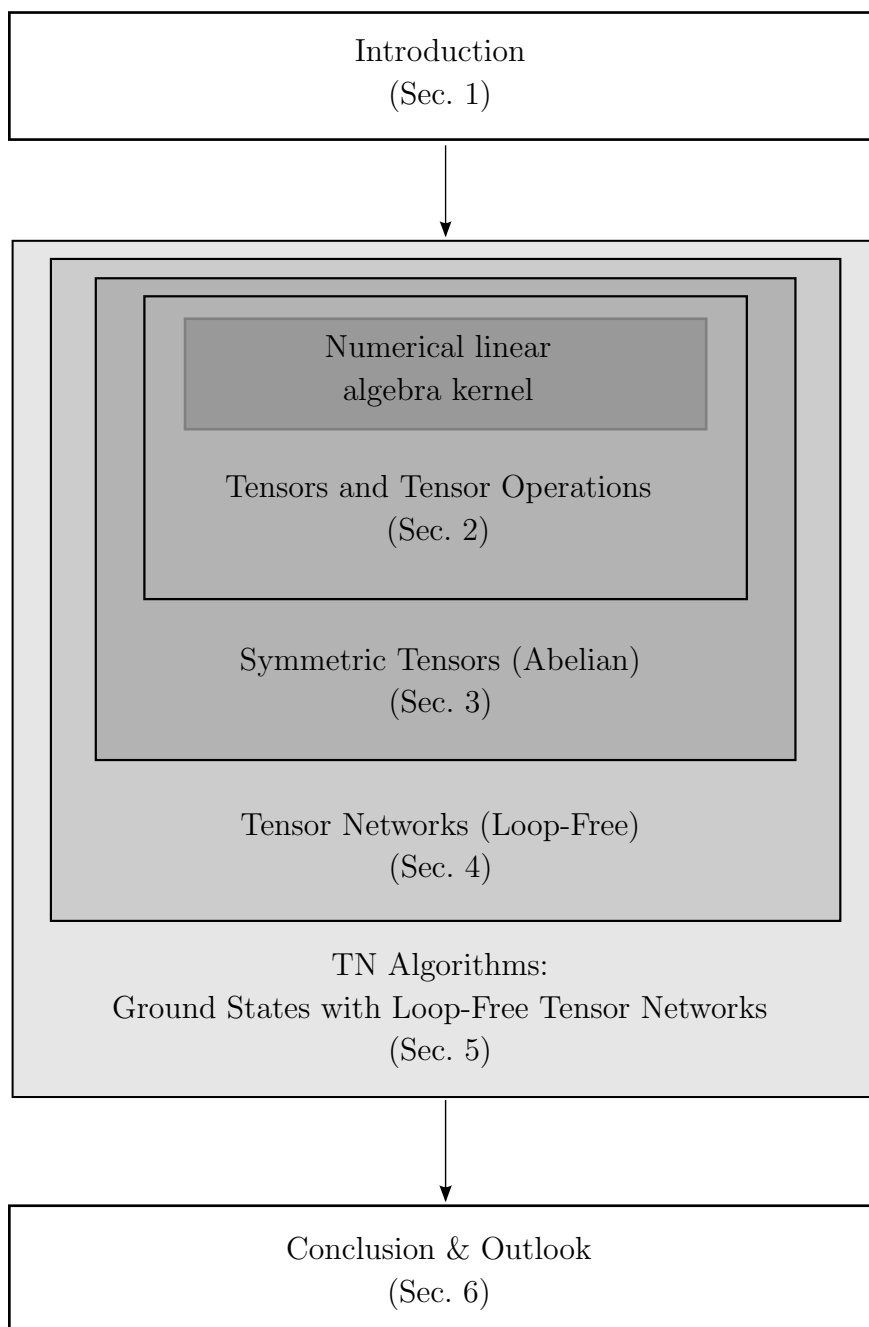 Introduction
(Sec. 1)
Numerical linear
algebra kernel
Tensors and Tensor Operations
(Sec. 2)
Symmetric Tensors (Abelian)
(Sec. 3)
Tensor Networks (Loop-Free)
(Sec. 4)
TN Algorithms:
Ground States with Loop-Free Tensor Networks
(Sec. 5)
Conclusion & Outlook
(Sec. 6)